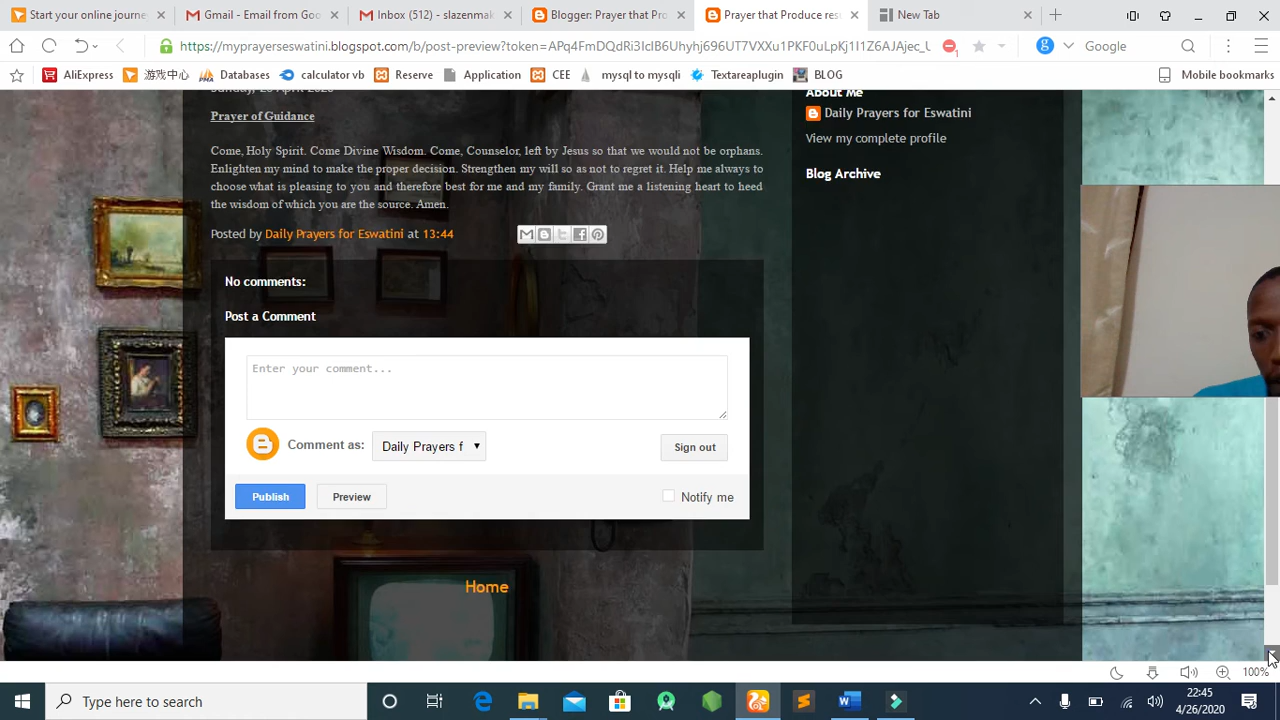 Start your online journe
Gmail - Email from Goo
Inbox (512) - slazenmak
Blogger: Prayer that Pro
Prayer that Produce res
New Tab
https://myprayerseswatini.blogspot.com/b/post-preview?token=
Google
AliExpress
游戏中心
Databases
calculator vb
Reserve
Application
CEE
mysql to mysqli
Textareaplugin
BLOG
Mobile bookmarks
Prayer of Guidance
Come, Holy Spirit. Come Divine Wisdom. Come, Counselor, left by Jesus so that we would not be orphans.
Enlighten my mind to make the proper decision. Strengthen my will so as not to regret it. Help me always to
choose what is pleasing to you and therefore best for me and my family. Grant me a listening heart to heed
the wisdom of which you are the source. Amen.
Posted by Daily Prayers for Eswatini at 13:44
No comments:
Post a Comment
Enter your comment...
Comment as: Daily Prayers f
Sign out
Publish
Preview
Notify me
Home
About Me
Daily Prayers for Eswatini
View my complete profile
Blog Archive
100%
Type here to search
22:45
4/26/2020